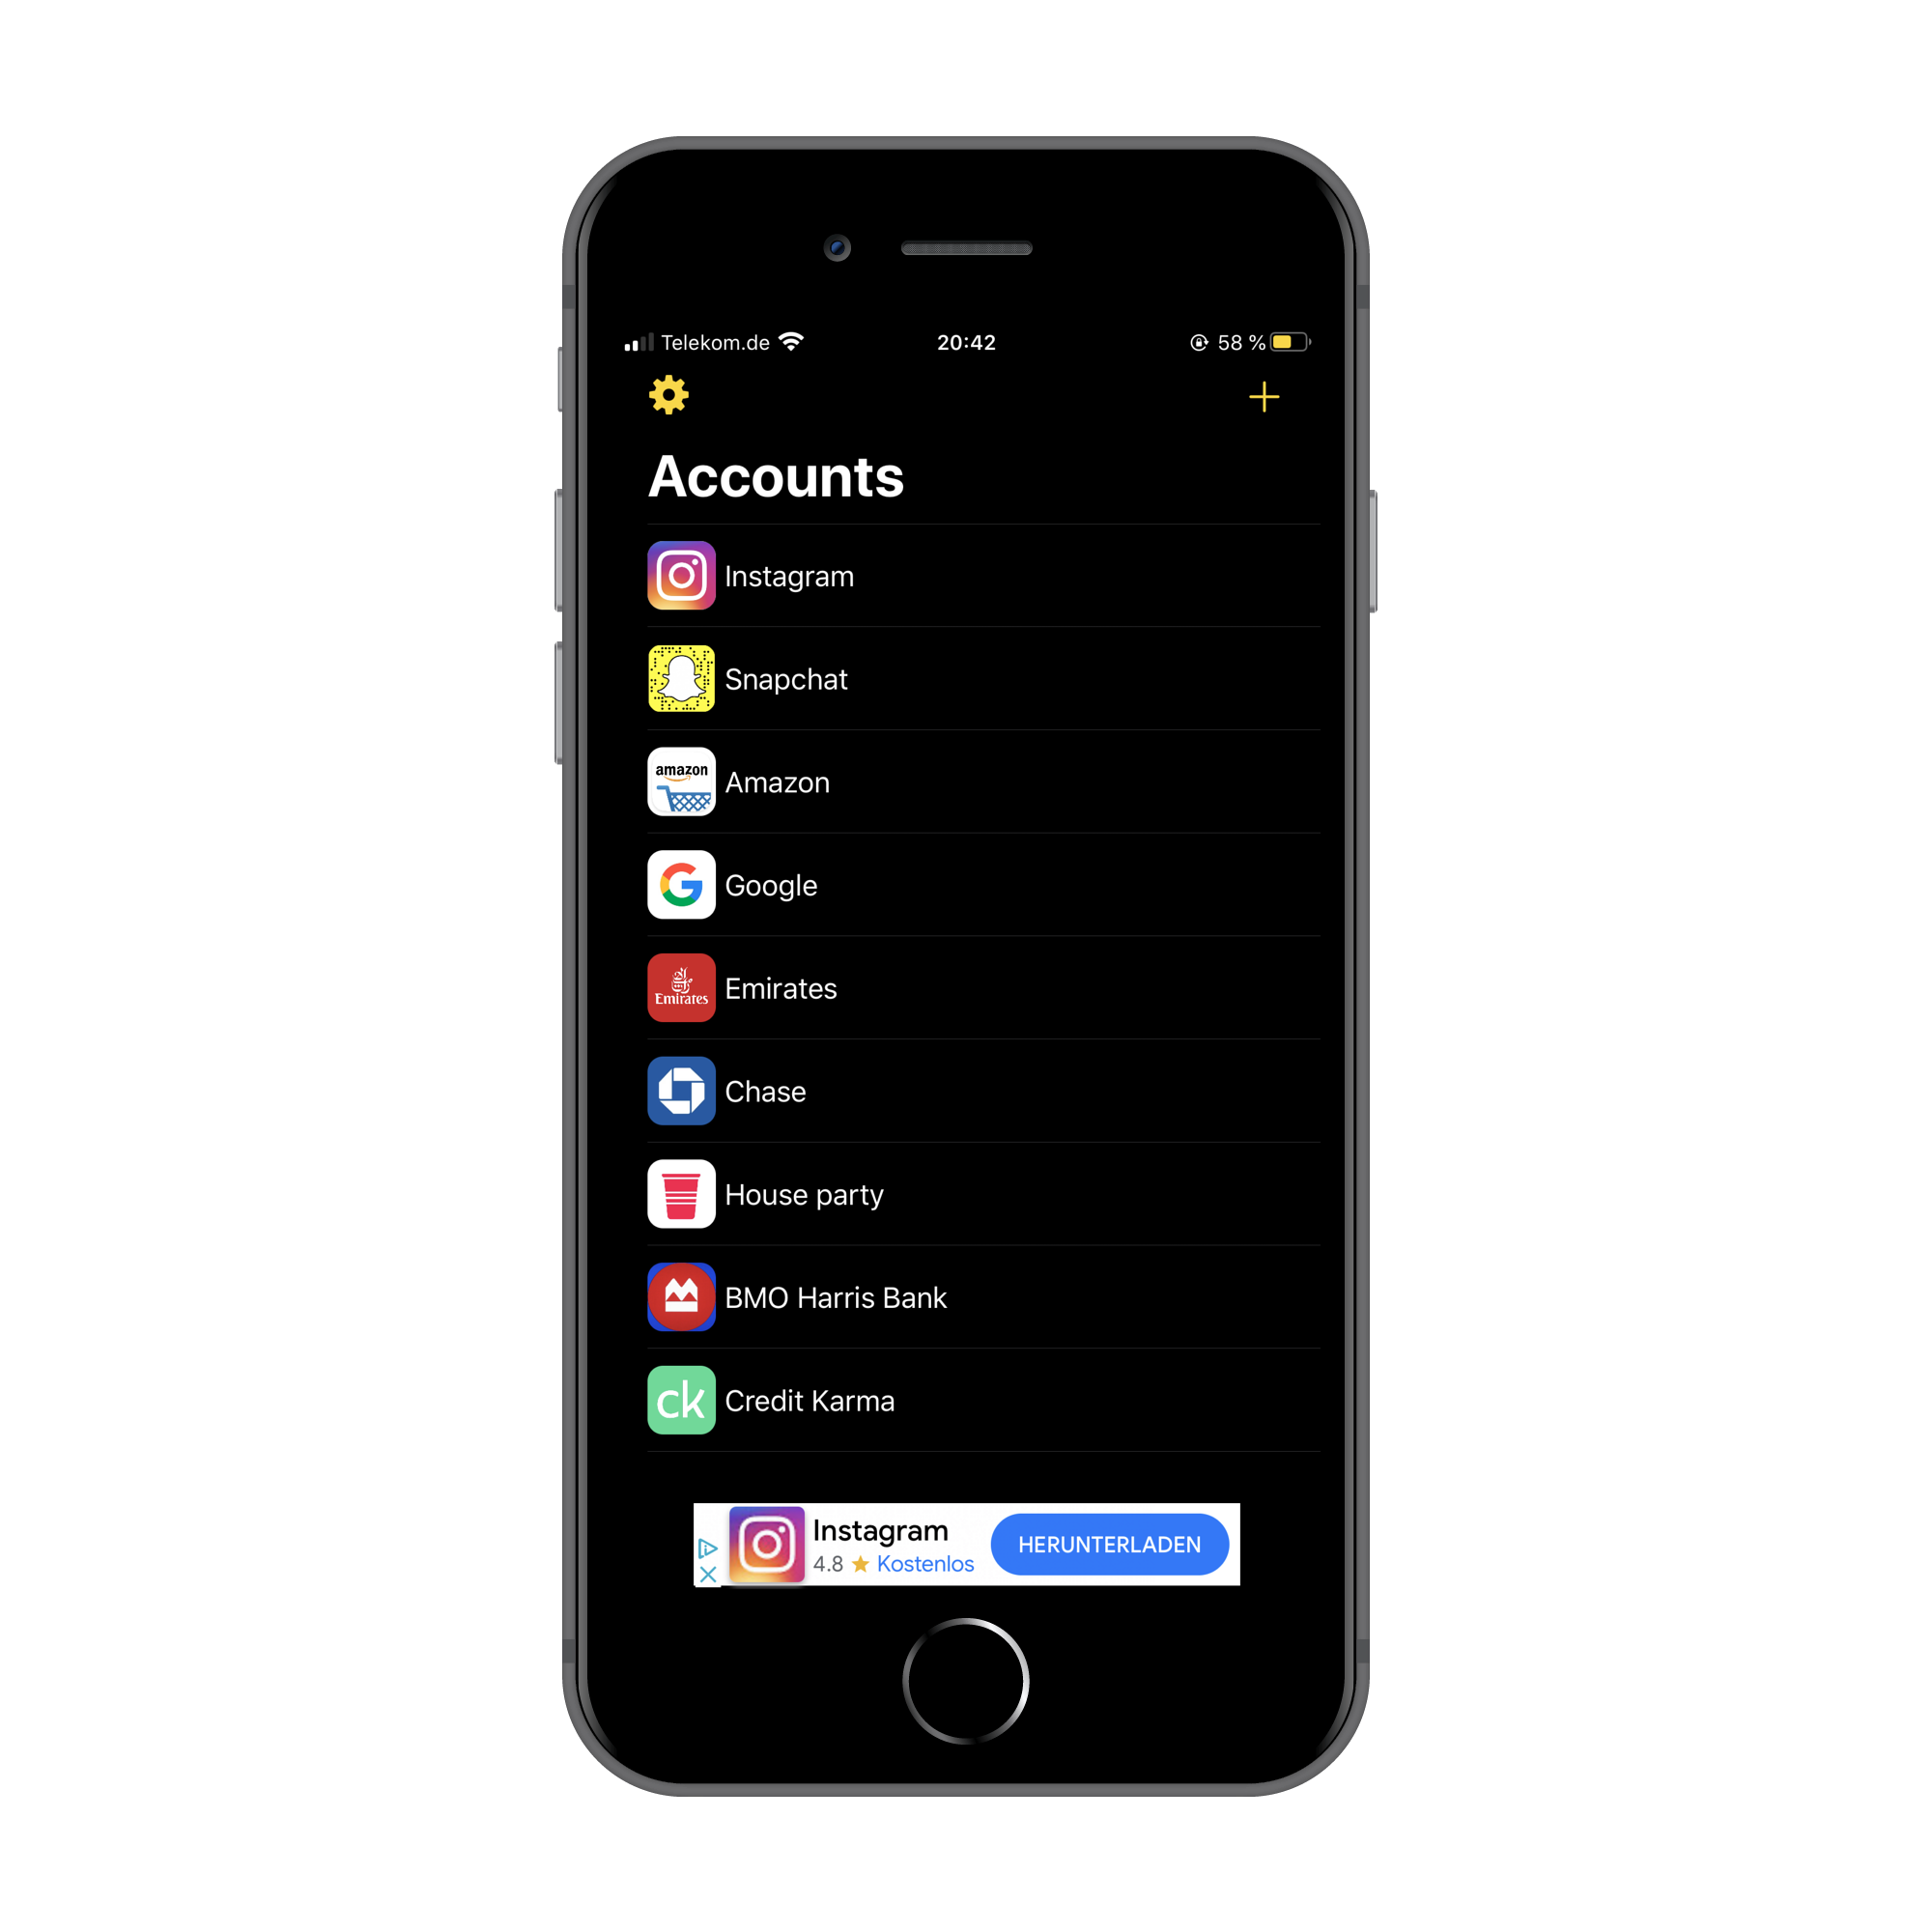 Telekom.de 20:42 58 %
Accounts
Instagram
Snapchat
amazon
Amazon
Google
Emirates
Emirates
Chase
House party
BMO Harris Bank
ck
Credit Karma
Instagram
4.8 Kostenlos
HERUNTERLADEN